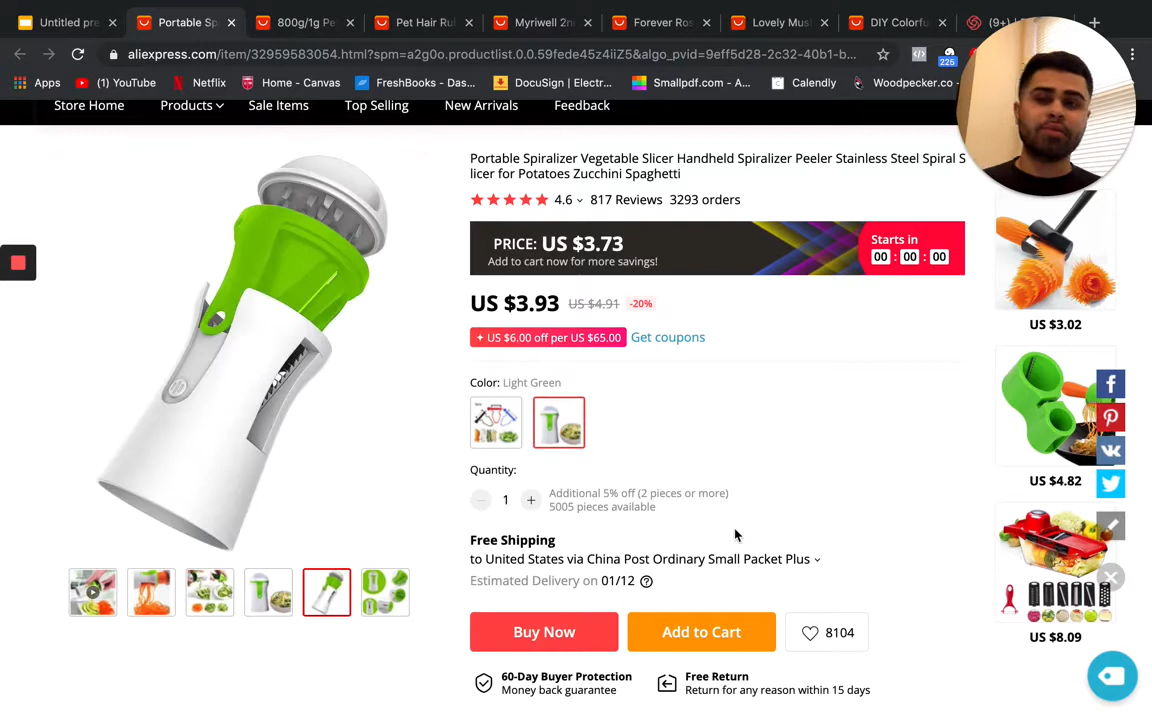 Untitled pre
Portable Sp
800g/1g Pe
Pet Hair Ru
Myriwell 2n
Forever Ros
Lovely Mus
DIY Colorfu
(9+)
aliexpress.com/item/32959583054.html?spm=a2g0o.productlist.0.0.59fede45z4iiZ5&algo_pvid=9eff5d28-2c32-40b1-b...
225
Apps
(1) YouTube
Netflix
Home - Canvas
FreshBooks - Das...
DocuSign | Electr...
Smallpdf.com - A...
Calendly
Woodpecker.co -
Store Home
Products
Sale Items
Top Selling
New Arrivals
Feedback
Portable Spiralizer Vegetable Slicer Handheld Spiralizer Peeler Stainless Steel Spiral S
licer for Potatoes Zucchini Spaghetti
4.6 817 Reviews 3293 orders
PRICE: US $3.73
Add to cart now for more savings!
Starts in
00 : 00 : 00
US $3.93 US $4.91 -20%
US $6.00 off per US $65.00 Get coupons
Color: Light Green
Quantity:
1
Additional 5% off (2 pieces or more)
5005 pieces available
Free Shipping
to United States via China Post Ordinary Small Packet Plus
Estimated Delivery on 01/12
Buy Now
Add to Cart
8104
60-Day Buyer Protection
Money back guarantee
Free Return
Return for any reason within 15 days
US $3.02
US $4.82
US $8.09